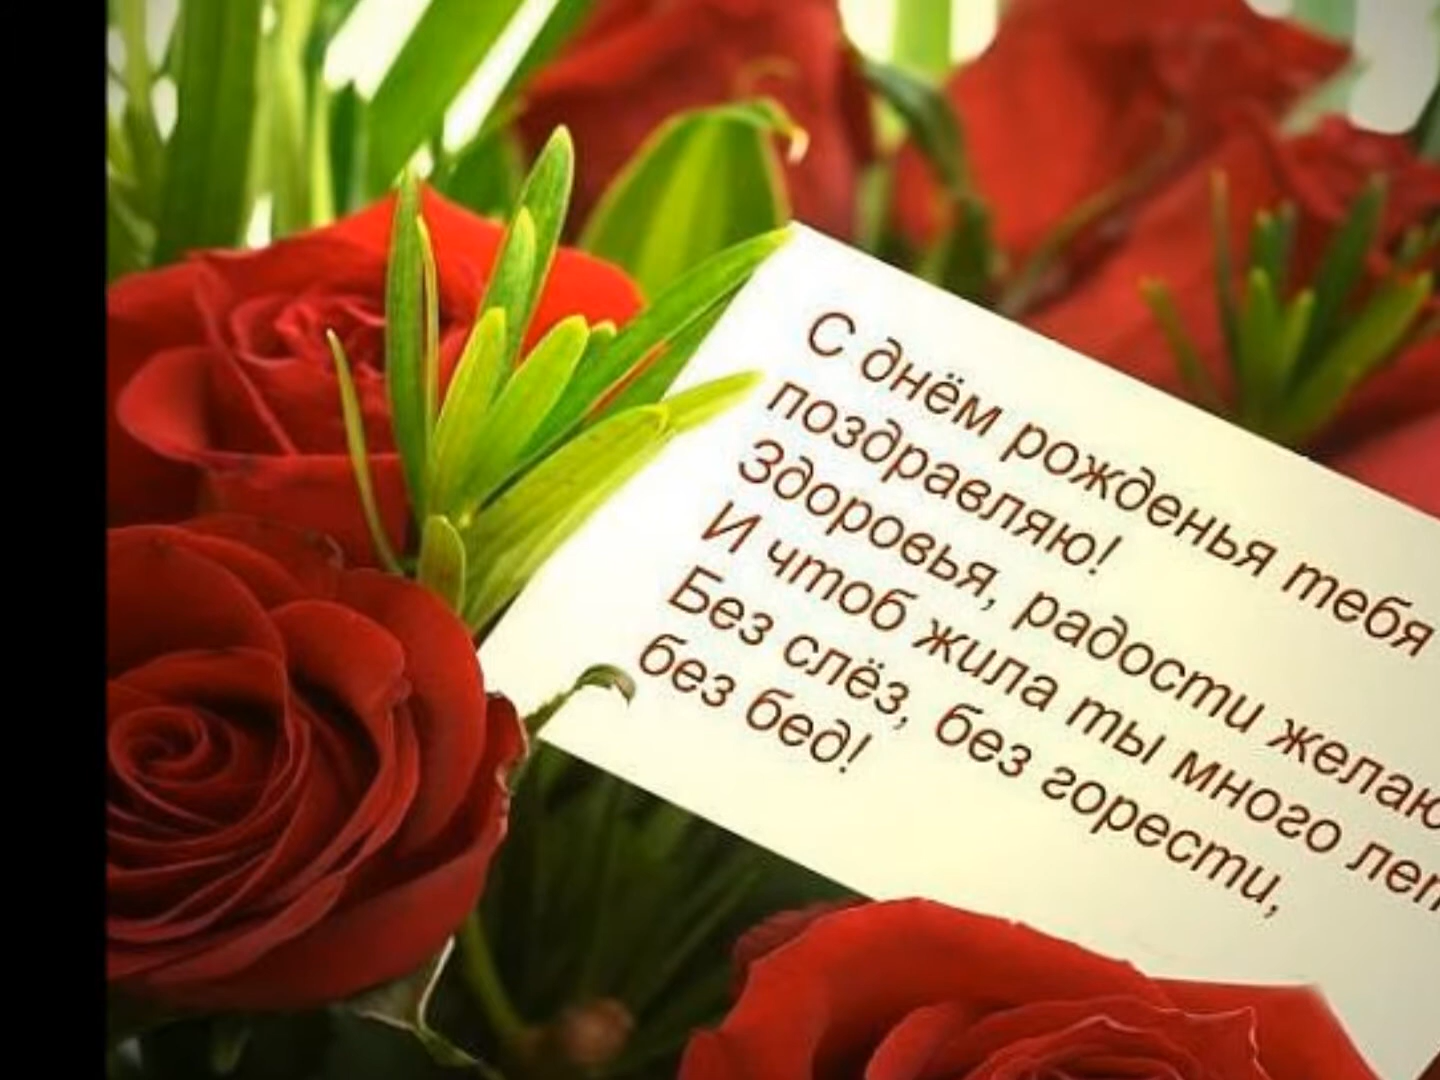 С днём рожденья тебя
поздравляю!
Здоровья, радости желаю
И чтоб жила ты много лет
Без слёз, без горести,
без бед!